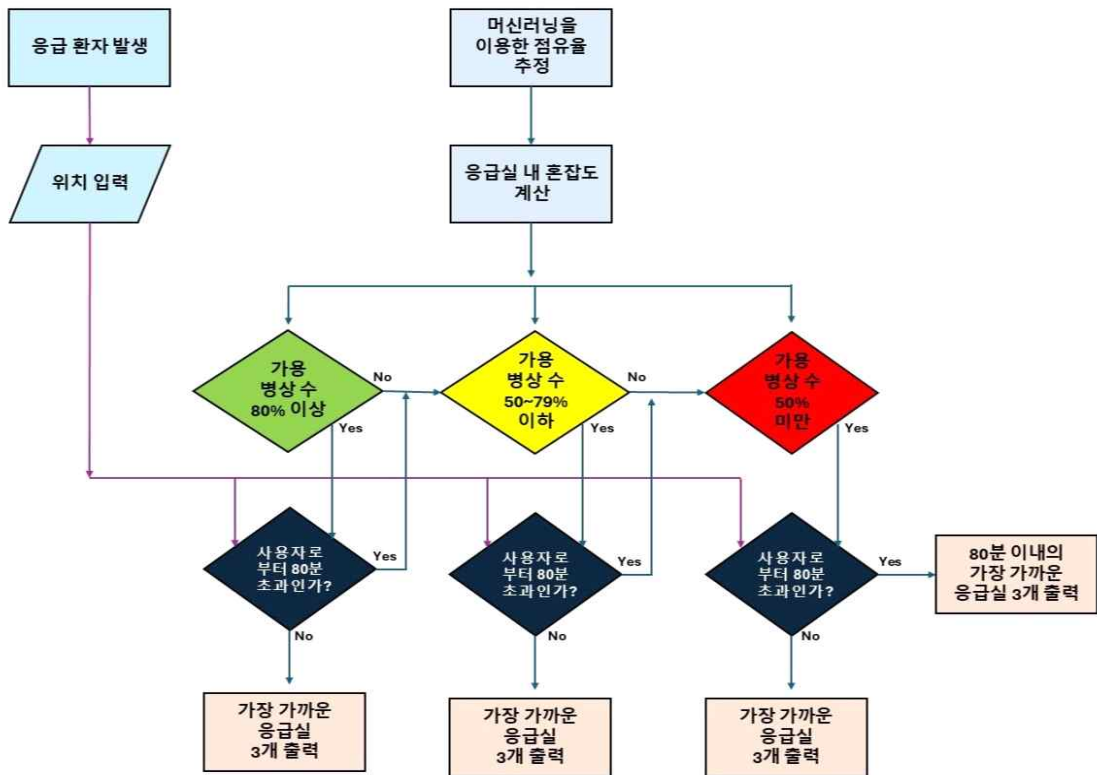 응급 환자 발생
머신러닝을
이용한 점유율
추정
위치 입력
응급실 내 혼잡도
계산
가용
병상 수
80% 이상
No
Yes
가용
병상 수
50~79%
이하
No
Yes
가용
병상 수
50%
미만
Yes
사용자로
부터 80분
초과인가?
Yes
No
사용자로
부터 80분
초과인가?
Yes
No
사용자로
부터 80분
초과인가?
Yes
No
80분 이내의
가장 가까운
응급실 3개 출력
가장 가까운
응급실
3개 출력
가장 가까운
응급실
3개 출력
가장 가까운
응급실
3개 출력